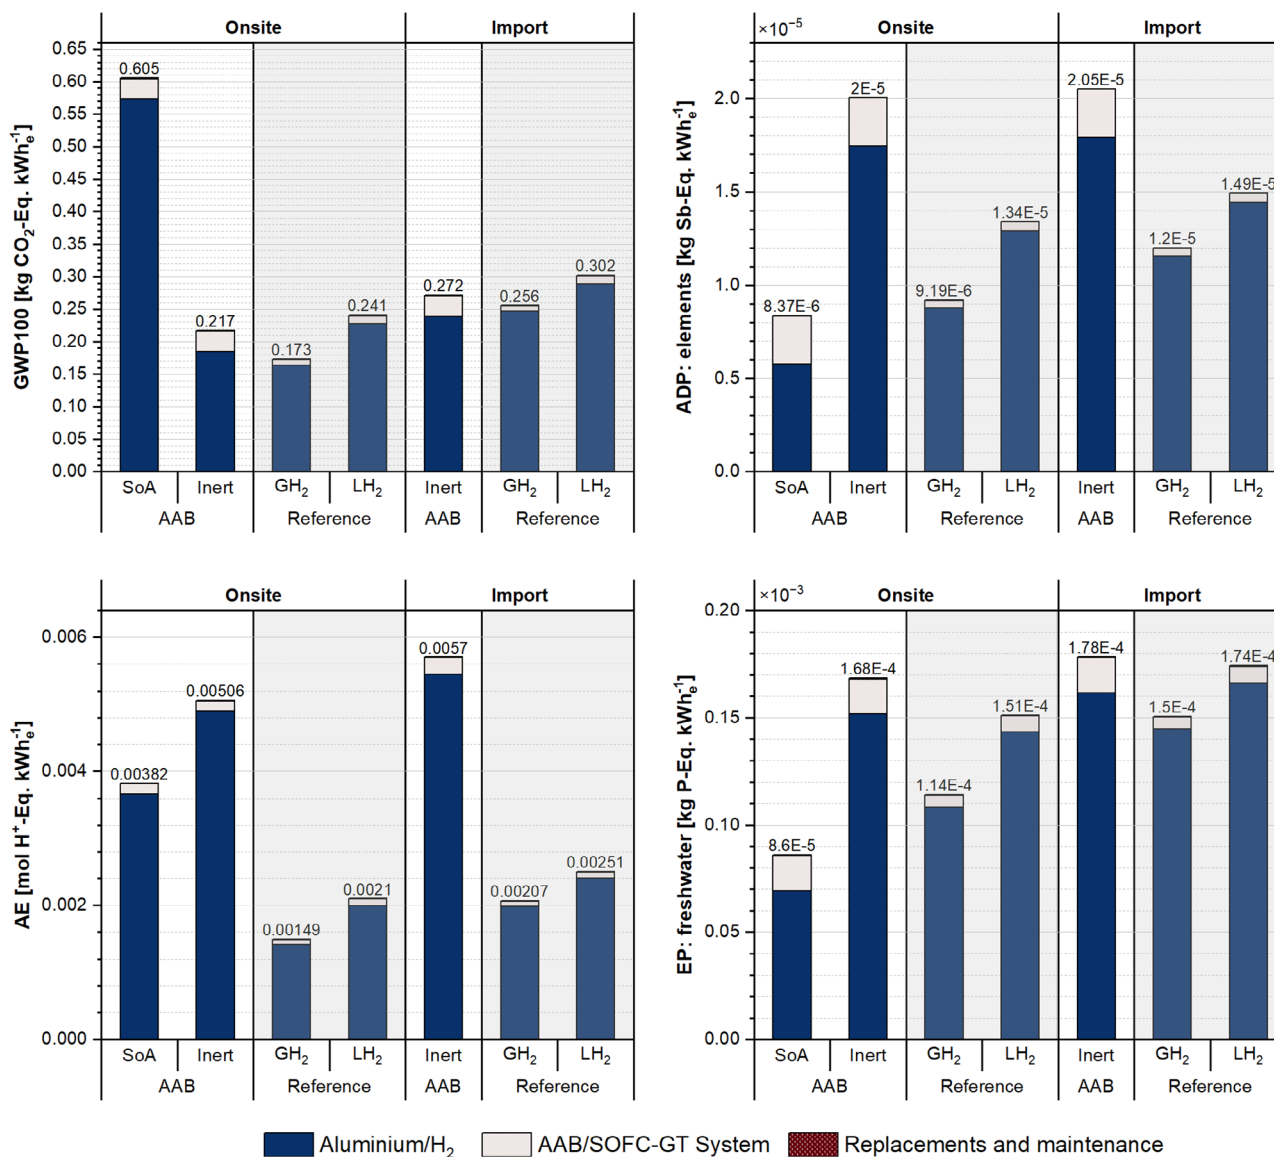 Onsite Import
GWP100 [kg CO₂-Eq. kWhₑ⁻¹]
0.65
0.60
0.55
0.50
0.45
0.40
0.35
0.30
0.25
0.20
0.15
0.10
0.05
0.00
0.605 0.217 0.173 0.241 0.272 0.256 0.302
SoA Inert GH₂ LH₂ Inert GH₂ LH₂
AAB Reference AAB Reference
×10⁻⁵ Onsite Import
ADP: elements [kg Sb-Eq. kWhₑ⁻¹]
2.0
1.5
1.0
0.5
0.0
8.37E-6 2E-5 9.19E-6 1.34E-5 2.05E-5 1.2E-5 1.49E-5
SoA Inert GH₂ LH₂ Inert GH₂ LH₂
AAB Reference AAB Reference
Onsite Import
AE [mol H⁺-Eq. kWhₑ⁻¹]
0.006
0.004
0.002
0.000
0.00382 0.00506 0.00149 0.0021 0.0057 0.00207 0.00251
SoA Inert GH₂ LH₂ Inert GH₂ LH₂
AAB Reference AAB Reference
×10⁻³ Onsite Import
EP: freshwater [kg P-Eq. kWhₑ⁻¹]
0.20
0.15
0.10
0.05
0.00
8.6E-5 1.68E-4 1.14E-4 1.51E-4 1.78E-4 1.5E-4 1.74E-4
SoA Inert GH₂ LH₂ Inert GH₂ LH₂
AAB Reference AAB Reference
Aluminium/H₂ AAB/SOFC-GT System Replacements and maintenance